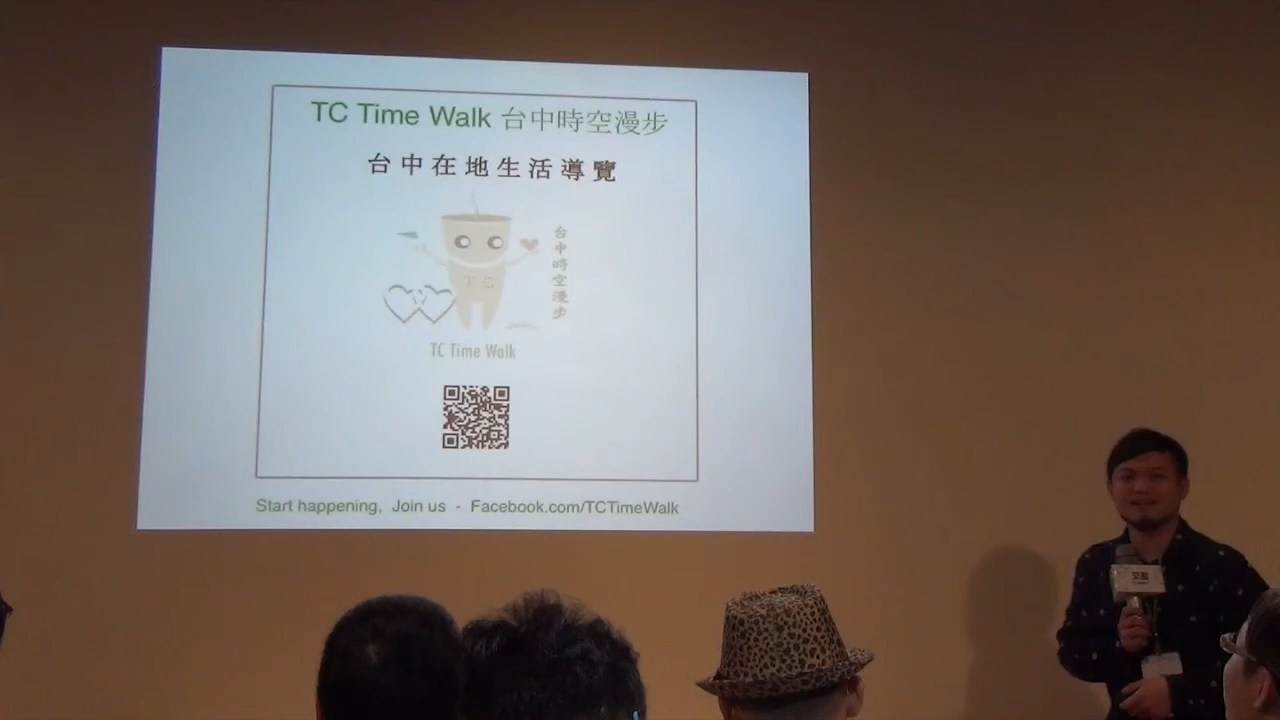 TC Time Walk 台中時空漫步
台中在地生活導覽
台中時空漫步
TC
TC Time Walk
Start happening, Join us - Facebook.com/TCTimeWalk